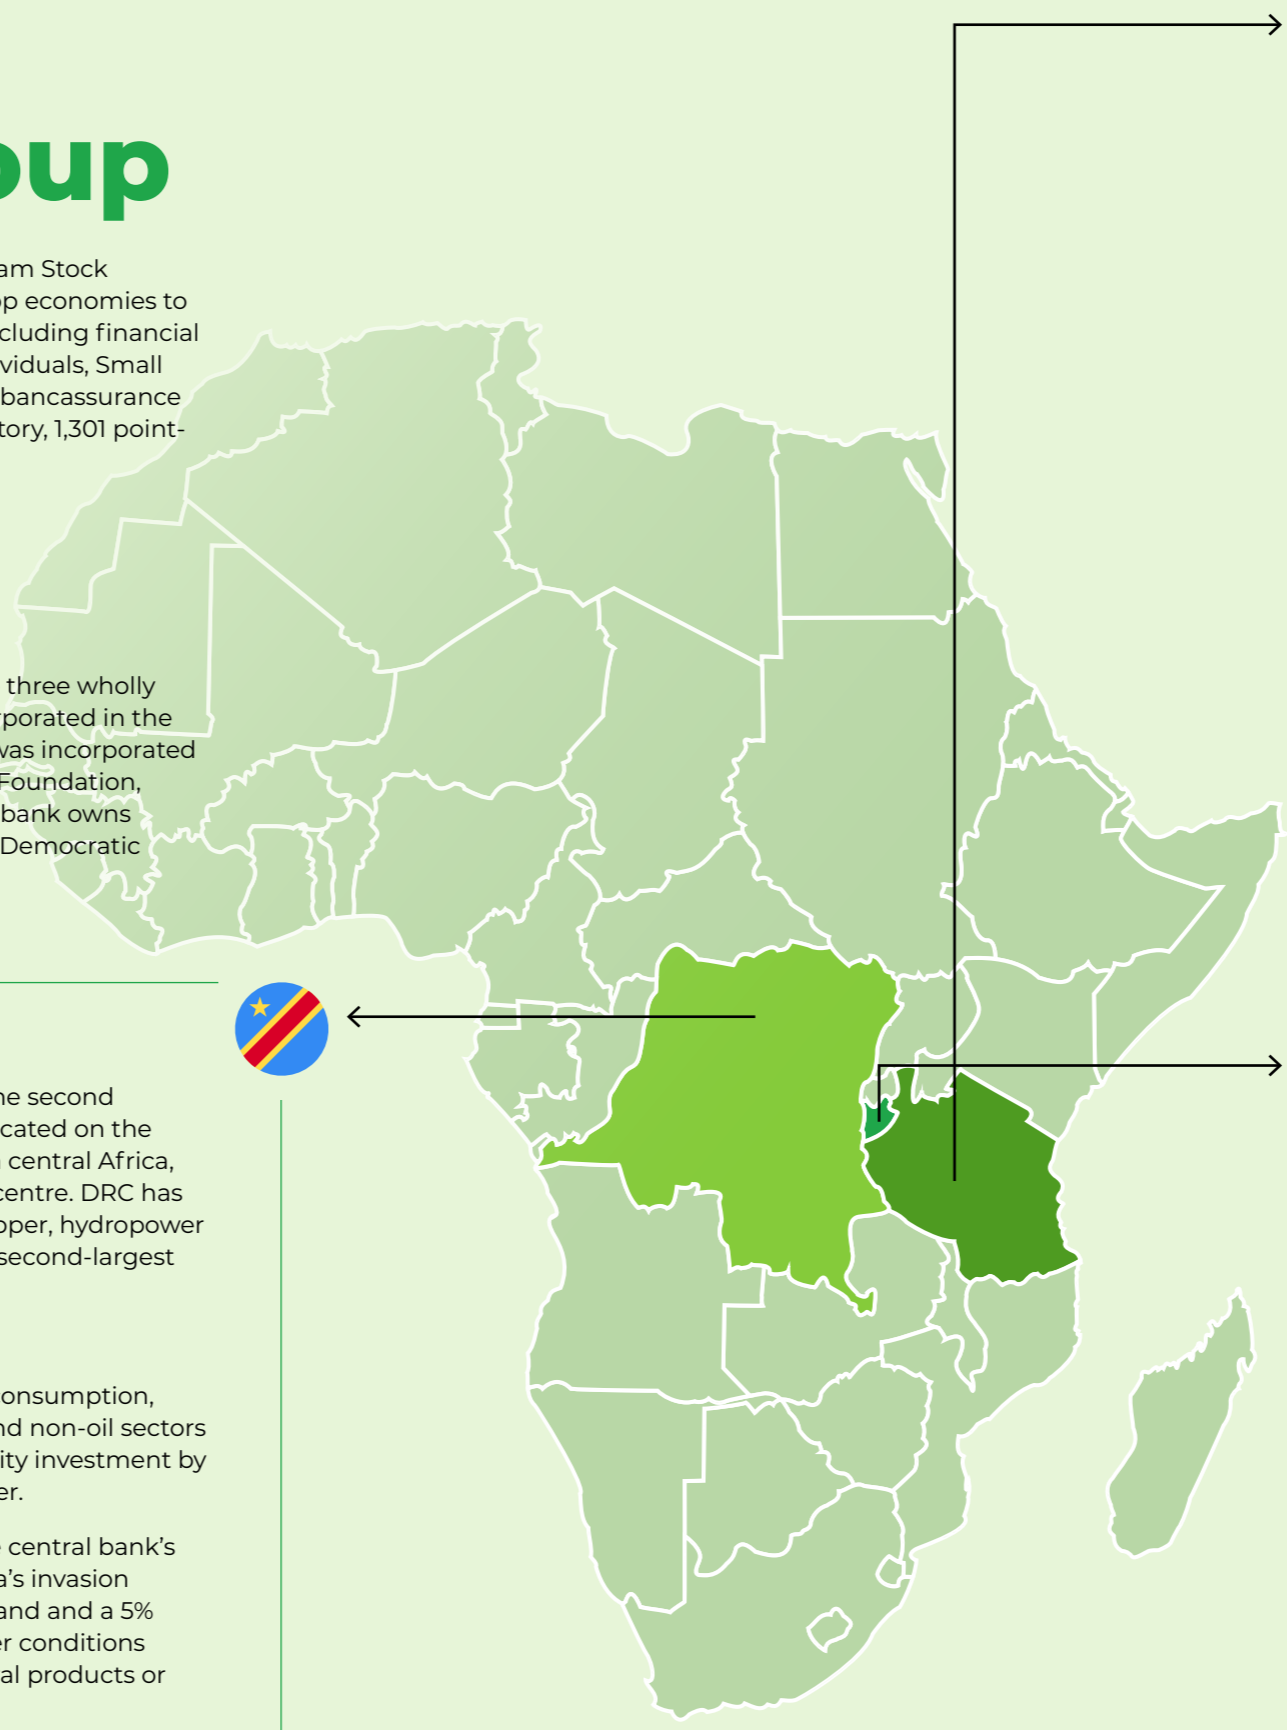 oup
am Stock
op economies to
cluding financial
viduals, Small
bancassurance
tory, 1,301 point-
three wholly
rporated in the
was incorporated
Foundation,
bank owns
Democratic
he second
cated on the
central Africa,
centre. DRC has
pper, hydropower
second-largest
onsumption,
nd non-oil sectors
ity investment by
er.
central bank’s
a’s invasion
and and a 5%
er conditions
al products or